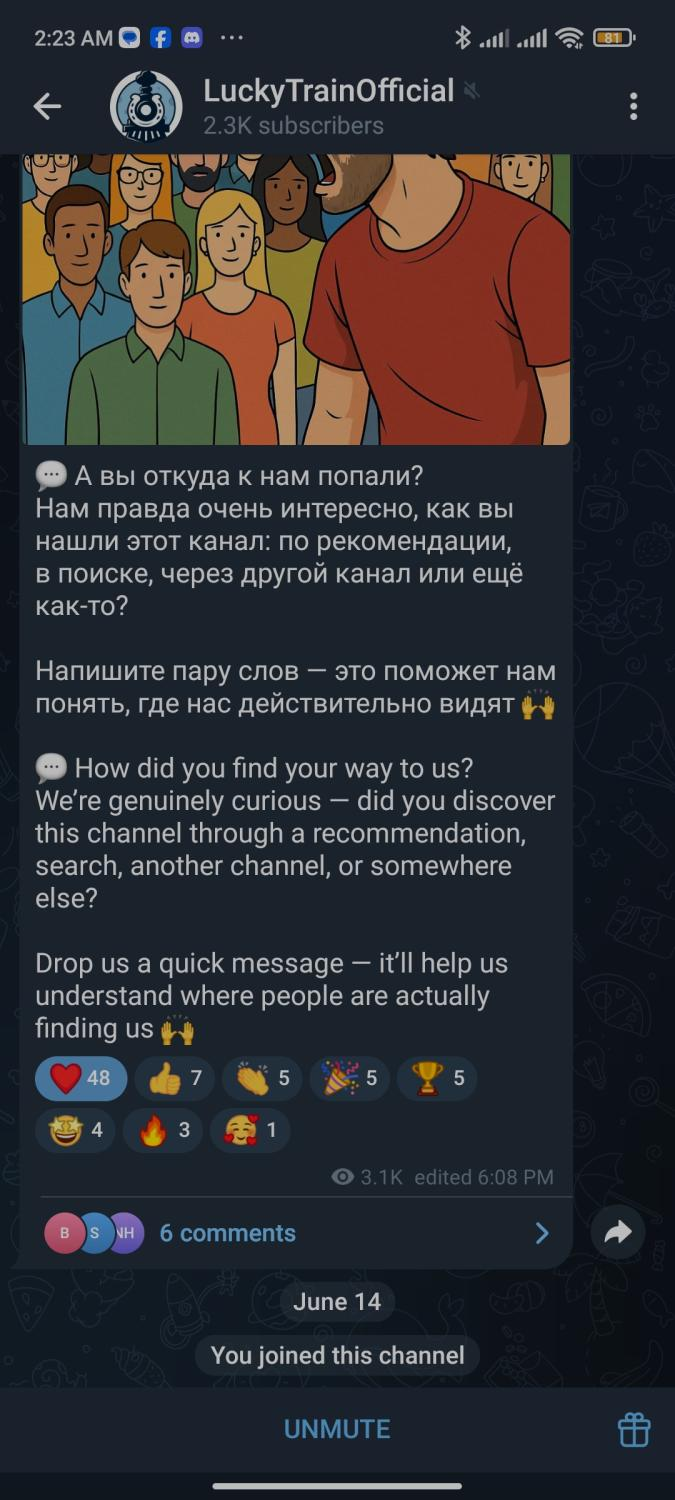 2:23 AM
81
LuckyTrainOfficial
2.3K subscribers
💬 А вы откуда к нам попали?
Нам правда очень интересно, как вы
нашли этот канал: по рекомендации,
в поиске, через другой канал или ещё
как-то?
Напишите пару слов — это поможет нам
понять, где нас действительно видят 🙌
💬 How did you find your way to us?
We’re genuinely curious — did you discover
this channel through a recommendation,
search, another channel, or somewhere
else?
Drop us a quick message — it’ll help us
understand where people are actually
finding us 🙌
❤️ 48 👍 7 👏 5 🎉 5 🏆 5
🤩 4 🔥 3 🥰 1
3.1K edited 6:08 PM
B S NH 6 comments
June 14
You joined this channel
UNMUTE